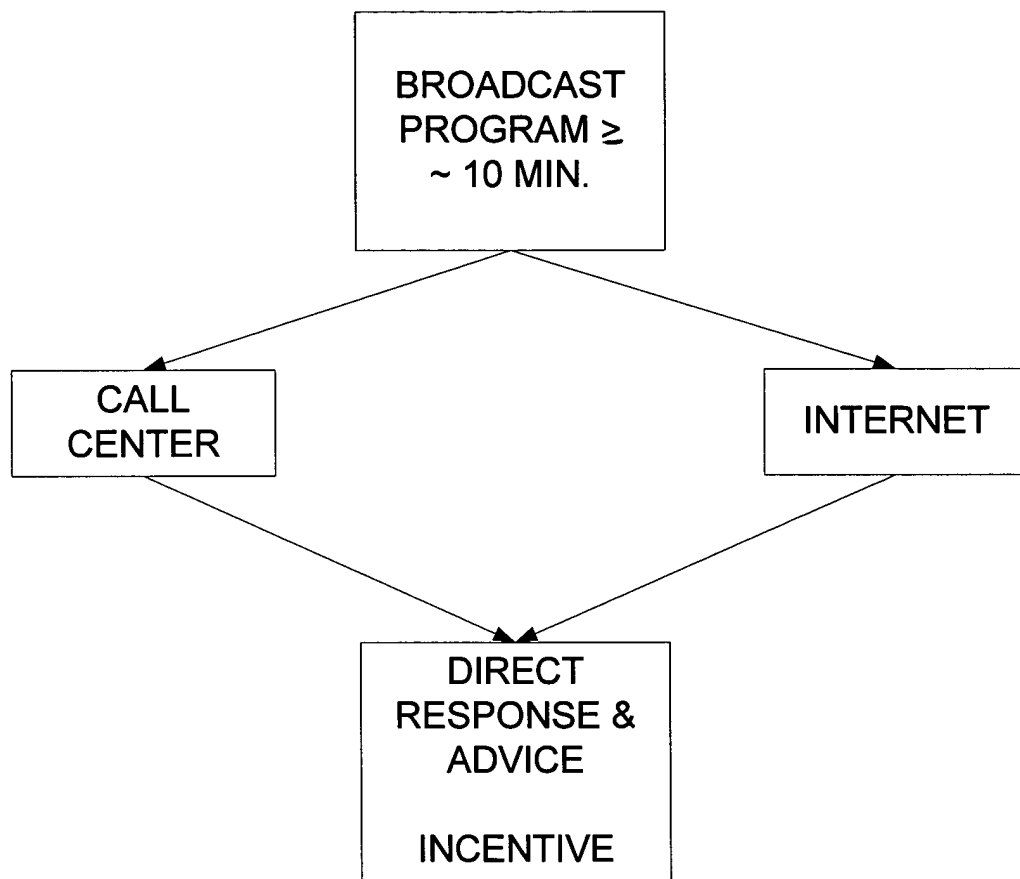 BROADCAST
PROGRAM ≥
~ 10 MIN.
CALL
CENTER
INTERNET
DIRECT
RESPONSE &
ADVICE
INCENTIVE